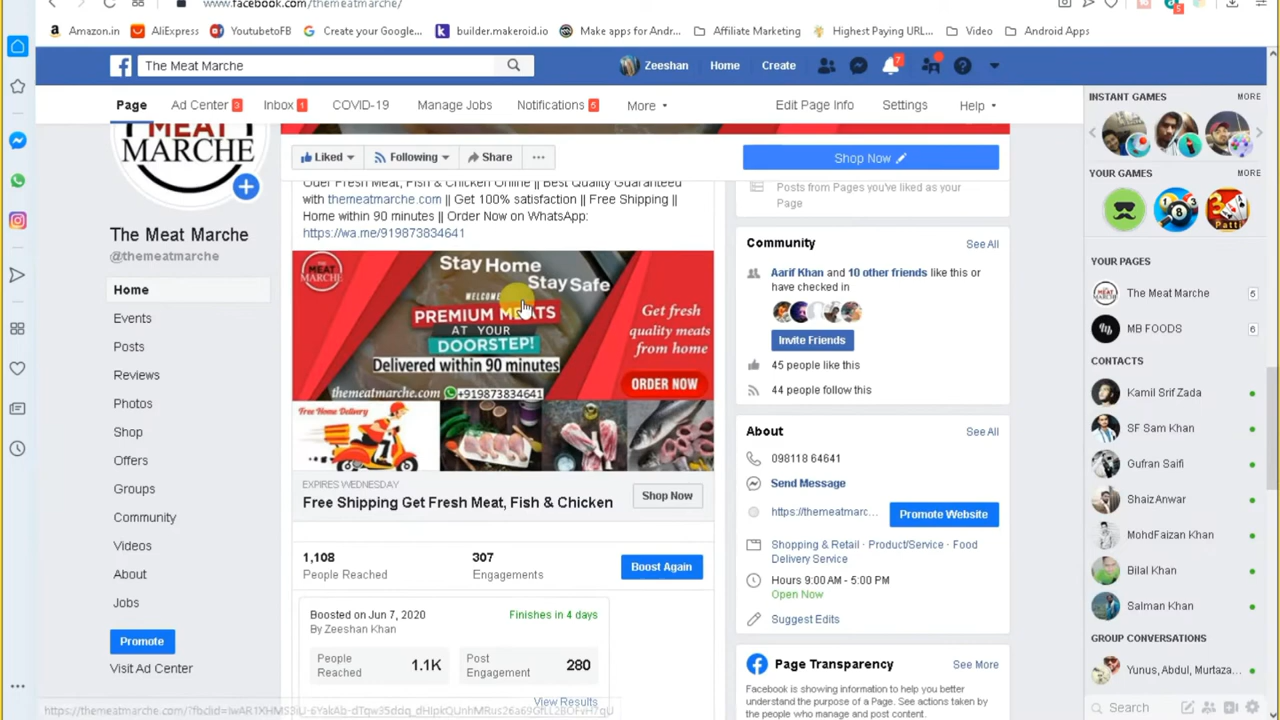 www.facebook.com/themeatmarche/
5
Amazon.in
AliExpress
YoutubetoFB
Create your Google...
builder.makeroid.io
Make apps for Andr...
Affiliate Marketing
Highest Paying URL...
Video
Android Apps
The Meat Marche
Zeeshan
Home
Create
7
Page
Ad Center 3
Inbox 1
COVID-19
Manage Jobs
Notifications 5
More
Edit Page Info
Settings
Help
MEAT
MARCHE
The Meat Marche
@themeatmarche
Home
Events
Posts
Reviews
Photos
Shop
Offers
Groups
Community
Videos
About
Jobs
Promote
Visit Ad Center
Liked
Following
Share
...
Shop Now
Order Fresh Meat, Fish & Chicken Online || Best Quality Guaranteed
with themeatmarche.com || Get 100% satisfaction || Free Shipping ||
Home within 90 minutes || Order Now on WhatsApp:
https://wa.me/919873834641
THE
MEAT
MARCHE
Stay Home
Stay Safe
WELCOME
PREMIUM MEATS
AT YOUR
DOORSTEP!
Delivered within 90 minutes
themeatmarche.com +919873834641
Get fresh
quality meats
from home
ORDER NOW
Free Home Delivery
EXPIRES WEDNESDAY
Free Shipping Get Fresh Meat, Fish & Chicken
Shop Now
1,108
People Reached
307
Engagements
Boost Again
Boosted on Jun 7, 2020
By Zeeshan Khan
Finishes in 4 days
People
Reached
1.1K
Post
Engagement
280
View Results
Posts from Pages you've liked as your
Page
Community
See All
Aarif Khan and 10 other friends like this or
have checked in
Invite Friends
45 people like this
44 people follow this
About
See All
098118 64641
Send Message
https://themeatmarc...
Promote Website
Shopping & Retail · Product/Service · Food
Delivery Service
Hours 9:00 AM - 5:00 PM
Open Now
Suggest Edits
Page Transparency
See More
Facebook is showing information to help you better
understand the purpose of a Page. See actions taken by
the people who manage and post content.
INSTANT GAMES
MORE
YOUR GAMES
MORE
3
Patti
YOUR PAGES
The Meat Marche
5
MB FOODS
6
CONTACTS
Kamil Srif Zada
SF Sam Khan
Gufran Saifi
ShaizAnwar
MohdFaizan Khan
Bilal Khan
Salman Khan
GROUP CONVERSATIONS
Yunus, Abdul, Murtaza...
Search